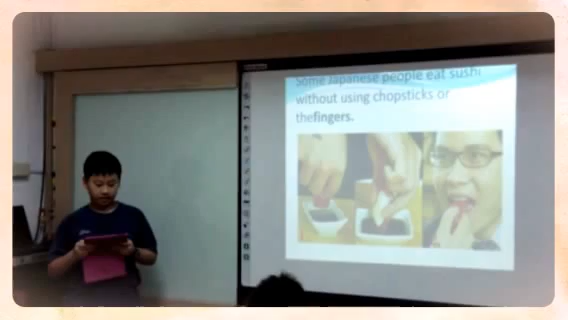 Some Japanese people eat sushi
without using chopsticks or
thefingers.